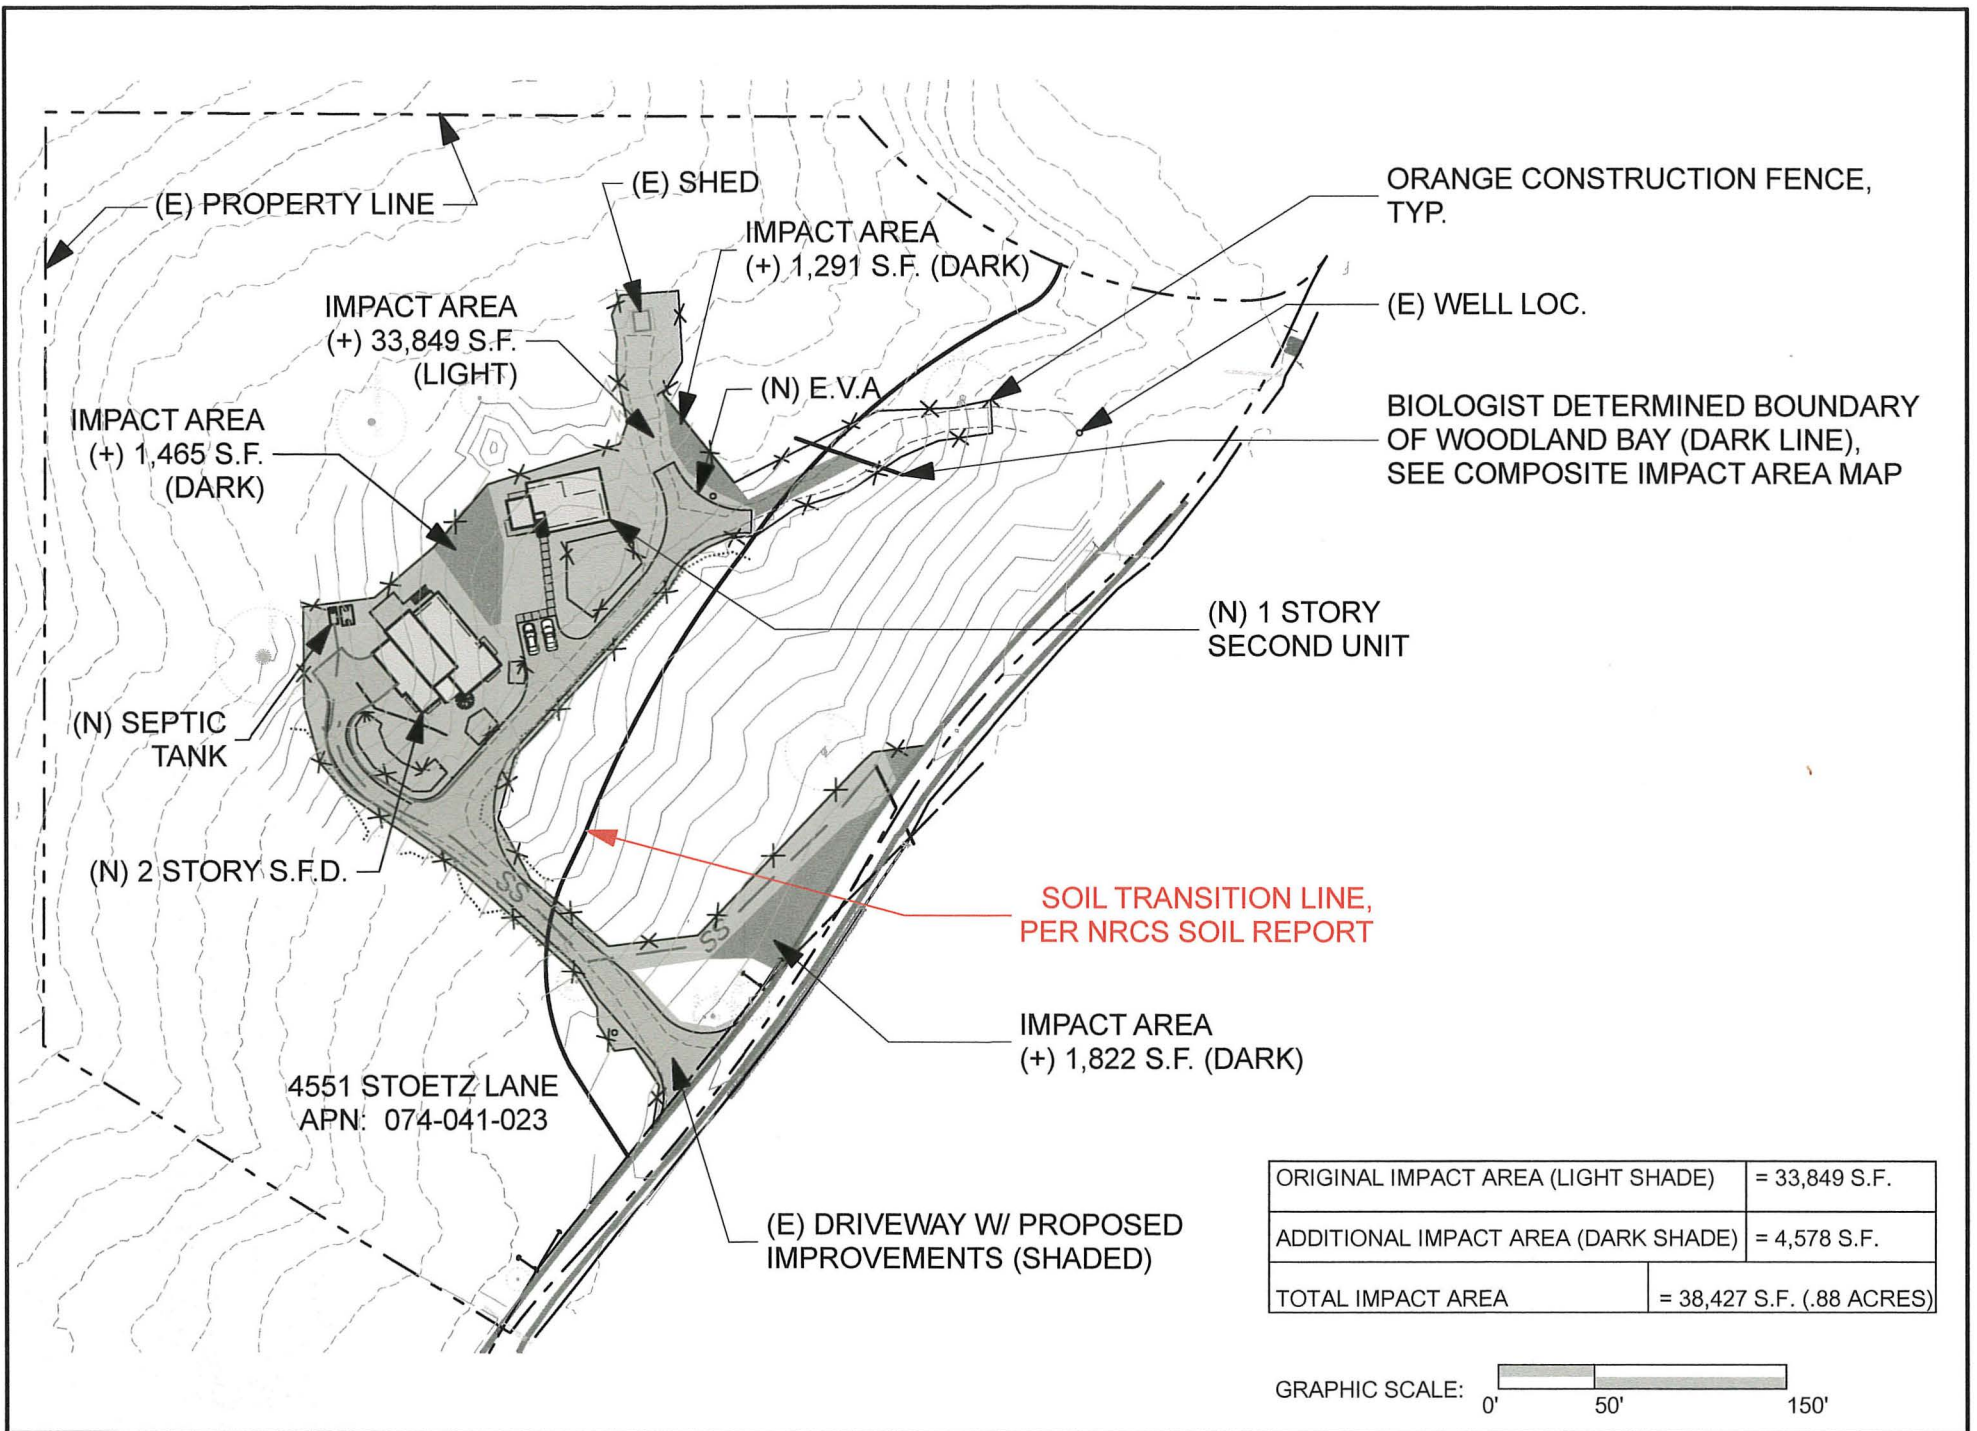 (E) PROPERTY LINE
(E) SHED
IMPACT AREA
(+) 1,291 S.F. (DARK)
ORANGE CONSTRUCTION FENCE,
TYP.
(E) WELL LOC.
IMPACT AREA
(+) 33,849 S.F.
(LIGHT)
(N) E.V.A
IMPACT AREA
(+) 1,465 S.F.
(DARK)
BIOLOGIST DETERMINED BOUNDARY
OF WOODLAND BAY (DARK LINE),
SEE COMPOSITE IMPACT AREA MAP
(N) 1 STORY
SECOND UNIT
(N) SEPTIC
TANK
(N) 2 STORY S.F.D.
SS
SS
SOIL TRANSITION LINE,
PER NRCS SOIL REPORT
IMPACT AREA
(+) 1,822 S.F. (DARK)
4551 STOETZ LANE
APN: 074-041-023
(E) DRIVEWAY W/ PROPOSED
IMPROVEMENTS (SHADED)
ORIGINAL IMPACT AREA (LIGHT SHADE) = 33,849 S.F.
ADDITIONAL IMPACT AREA (DARK SHADE) = 4,578 S.F.
TOTAL IMPACT AREA = 38,427 S.F. (.88 ACRES)
GRAPHIC SCALE:
0' 50' 150'